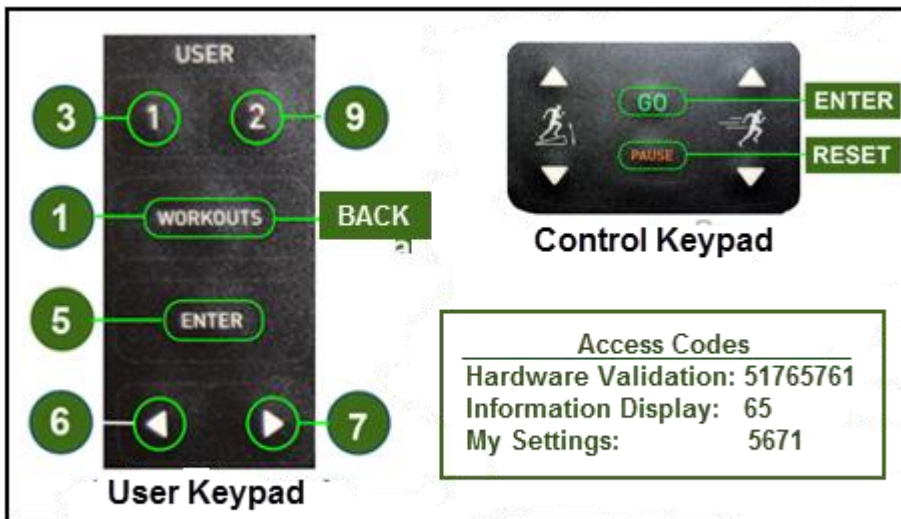 USER
3
1
2
9
1
WORKOUTS
BACK
5
ENTER
6
7
User Keypad
GO
ENTER
PAUSE
RESET
Control Keypad
Access Codes
Hardware Validation: 51765761
Information Display: 65
My Settings: 5671